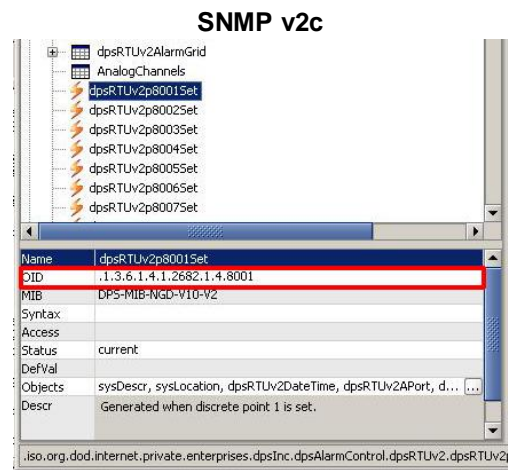 SNMP v2c
dpsRTUv2AlarmGrid
AnalogChannels
dpsRTUv2p8001Set
dpsRTUv2p8002Set
dpsRTUv2p8003Set
dpsRTUv2p8004Set
dpsRTUv2p8005Set
dpsRTUv2p8006Set
dpsRTUv2p8007Set
Name dpsRTUv2p8001Set
OID .1.3.6.1.4.1.2682.1.4.8001
MIB DPS-MIB-NGD-V10-V2
Syntax
Access
Status current
DefVal
Objects sysDescr, sysLocation, dpsRTUv2DateTime, dpsRTUv2APort, d... ...
Descr Generated when discrete point 1 is set.
.iso.org.dod.internet.private.enterprises.dpsInc.dpsAlarmControl.dpsRTUv2.dpsRTUv2p